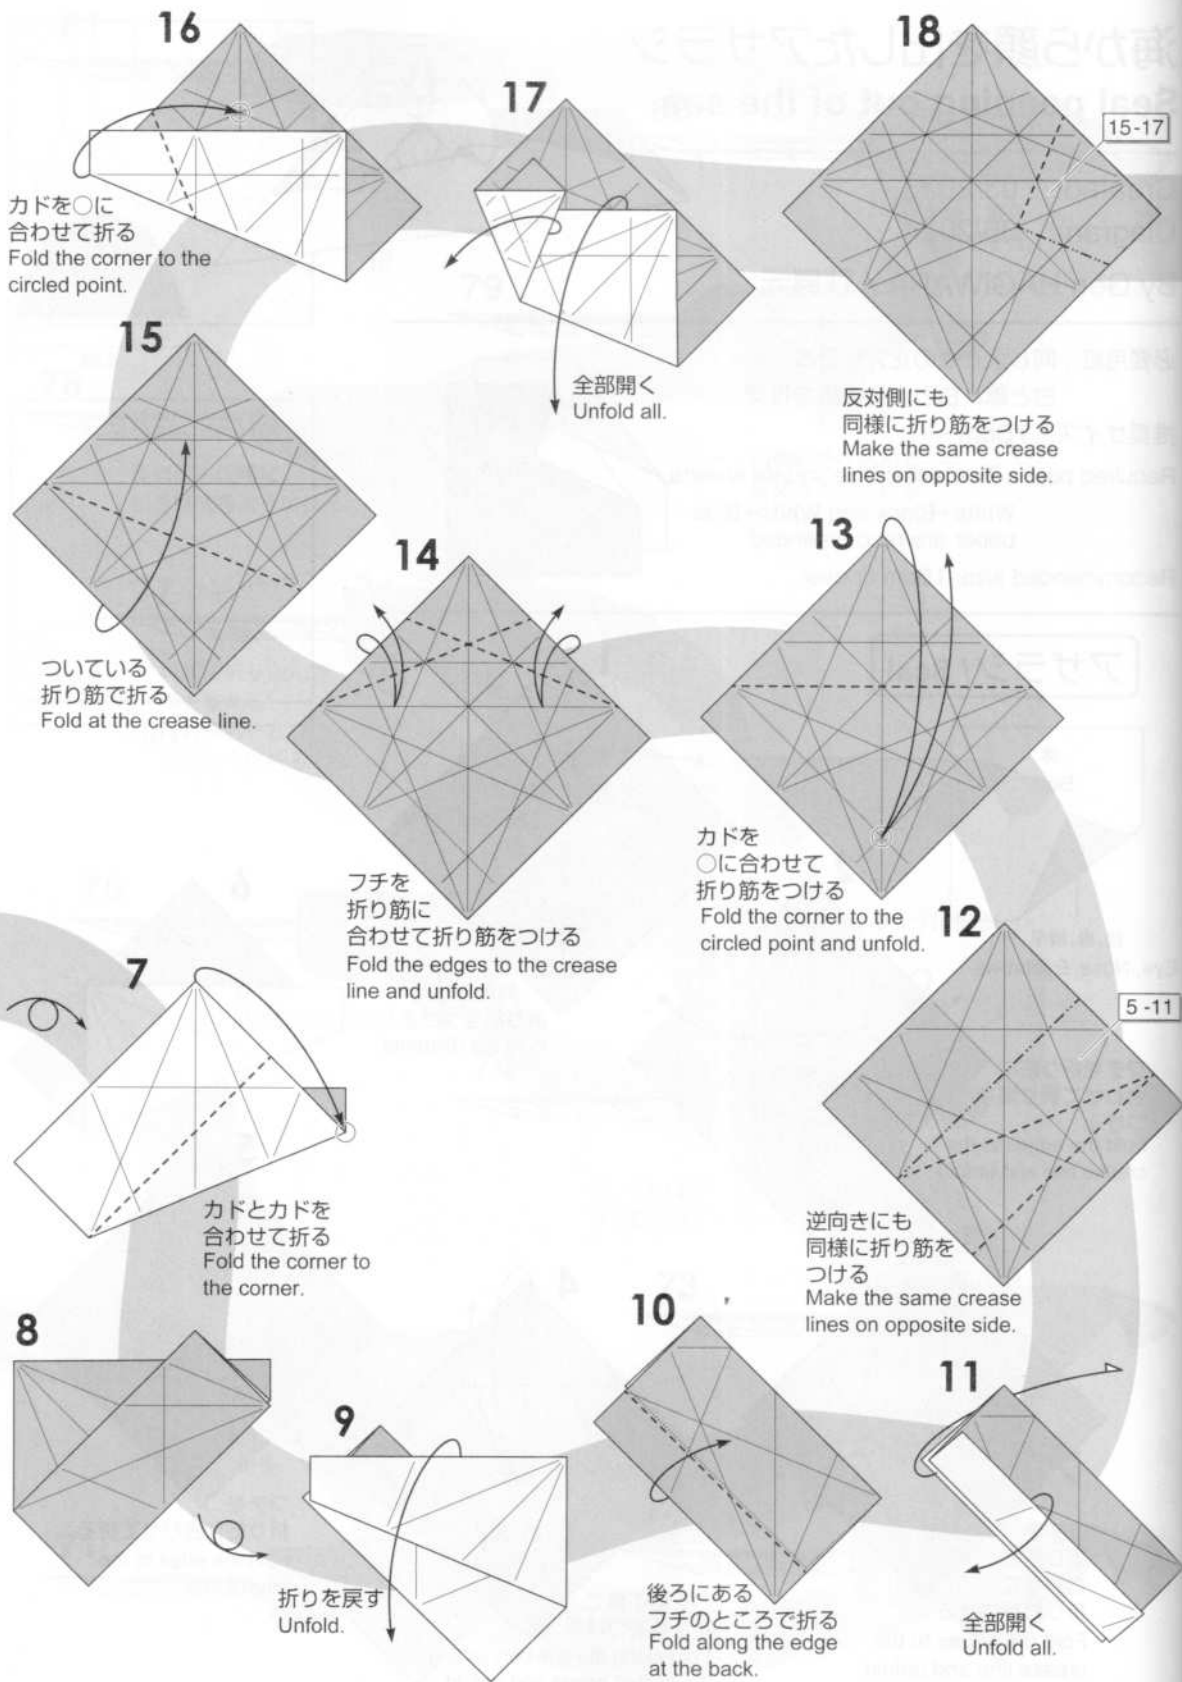 7
カドとカドを
合わせて折る
Fold the corner to
the corner.
8
9
折りを戻す
Unfold.
10
後ろにある
フチのところで折る
Fold along the edge
at the back.
11
全部開く
Unfold all.
12
5 -11
逆向きにも
同様に折り筋を
つける
Make the same crease
lines on opposite side.
13
カドを
○に合わせて
折り筋をつける
Fold the corner to the
circled point and unfold.
14
フチを
折り筋に
合わせて折り筋をつける
Fold the edges to the crease
line and unfold.
15
ついている
折り筋で折る
Fold at the crease line.
16
カドを○に
合わせて折る
Fold the corner to the
circled point.
17
全部開く
Unfold all.
18
15-17
反対側にも
同様に折り筋をつける
Make the same crease
lines on opposite side.